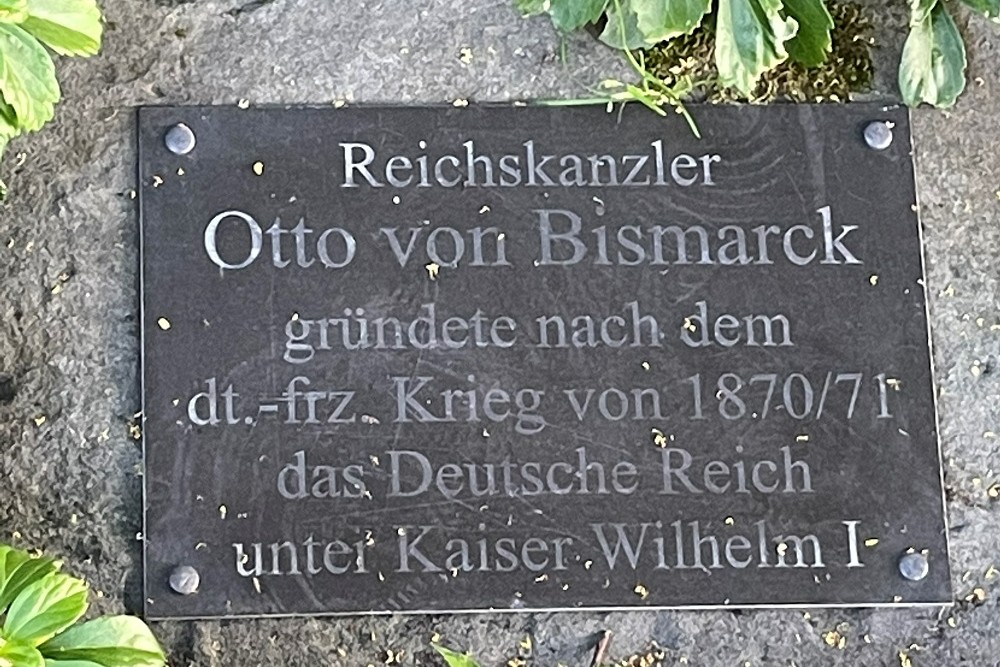 Reichskanzler
Otto von Bismarck
gründete nach dem
dt.-frz. Krieg von 1870/71
das Deutsche Reich
unter Kaiser Wilhelm I